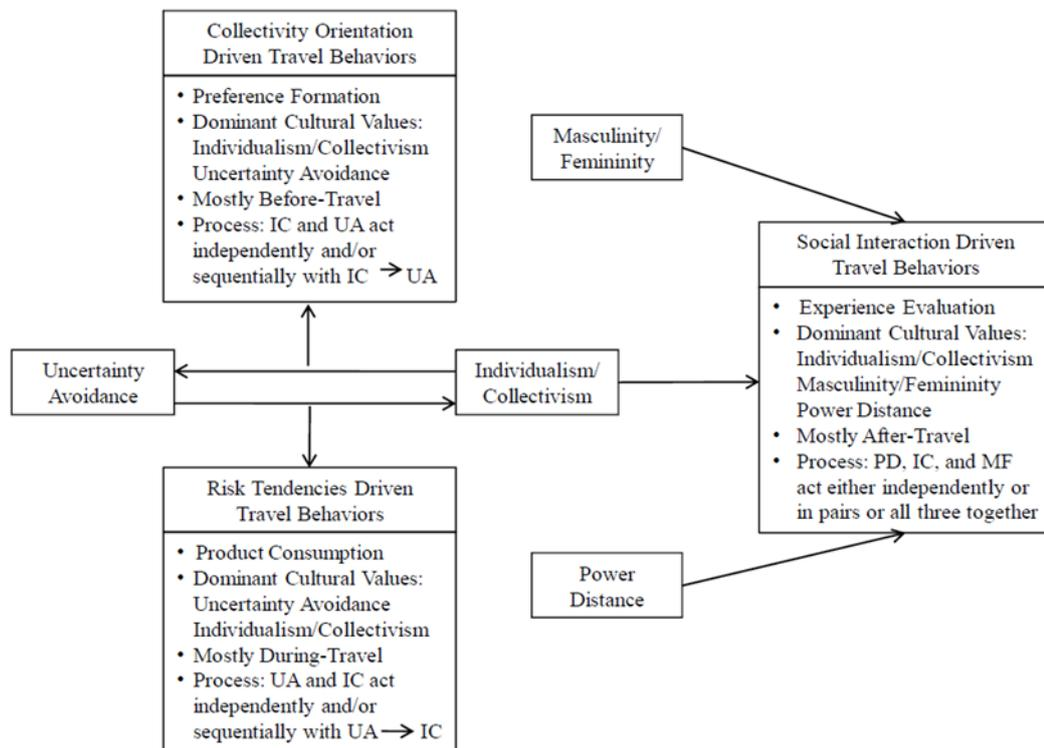 Collectivity Orientation
Driven Travel Behaviors
• Preference Formation
• Dominant Cultural Values:
Individualism/Collectivism
Uncertainty Avoidance
• Mostly Before-Travel
• Process: IC and UA act
independently and/or
sequentially with IC → UA
Masculinity/
Femininity
Social Interaction Driven
Travel Behaviors
• Experience Evaluation
• Dominant Cultural Values:
Individualism/Collectivism
Masculinity/Femininity
Power Distance
• Mostly After-Travel
• Process: PD, IC, and MF
act either independently or
in pairs or all three together
Uncertainty
Avoidance
Individualism/
Collectivism
Risk Tendencies Driven
Travel Behaviors
• Product Consumption
• Dominant Cultural Values:
Uncertainty Avoidance
Individualism/Collectivism
• Mostly During-Travel
• Process: UA and IC act
independently and/or
sequentially with UA → IC
Power
Distance